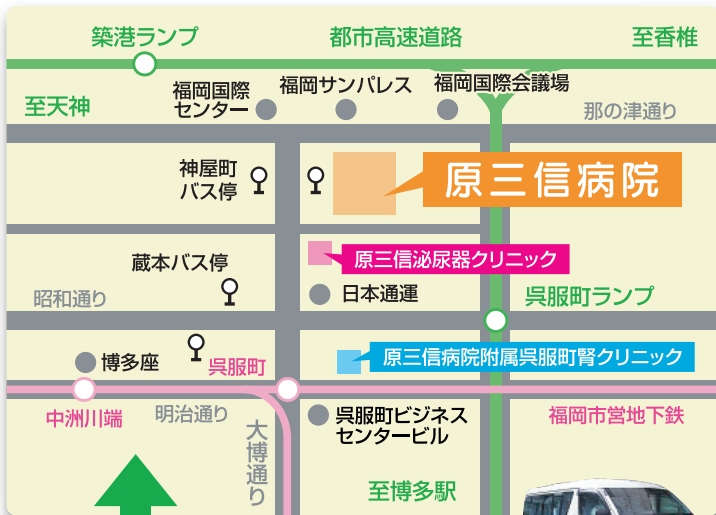 築港ランプ
都市高速道路
至香椎
至天神
福岡国際
センター
福岡サンパレス
福岡国際会議場
那の津通り
神屋町
バス停
原三信病院
蔵本バス停
原三信泌尿器クリニック
昭和通り
日本通運
呉服町ランプ
博多座
呉服町
原三信病院附属呉服町腎クリニック
中洲川端
明治通り
大博通り
呉服町ビジネス
センタービル
福岡市営地下鉄
至博多駅